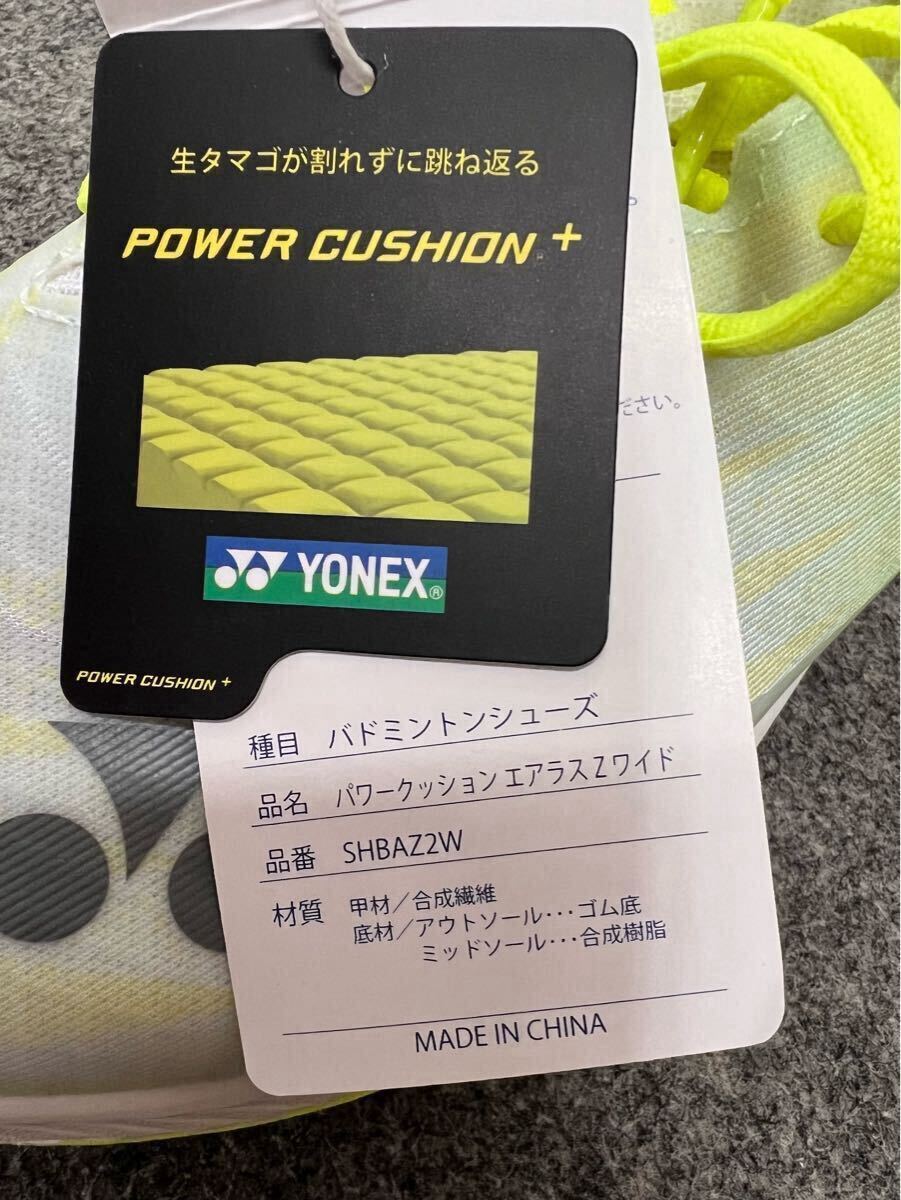 生タマゴが割れずに跳ね返る
POWER CUSHION +
YONEX®
POWER CUSHION +
ださい。
種目 バドミントンシューズ
品名 パワークッション エアラス Z ワイド
品番 SHBAZ2W
材質 甲材/合成繊維
底材/アウトソール･･･ゴム底
ミッドソール･･･合成樹脂
MADE IN CHINA